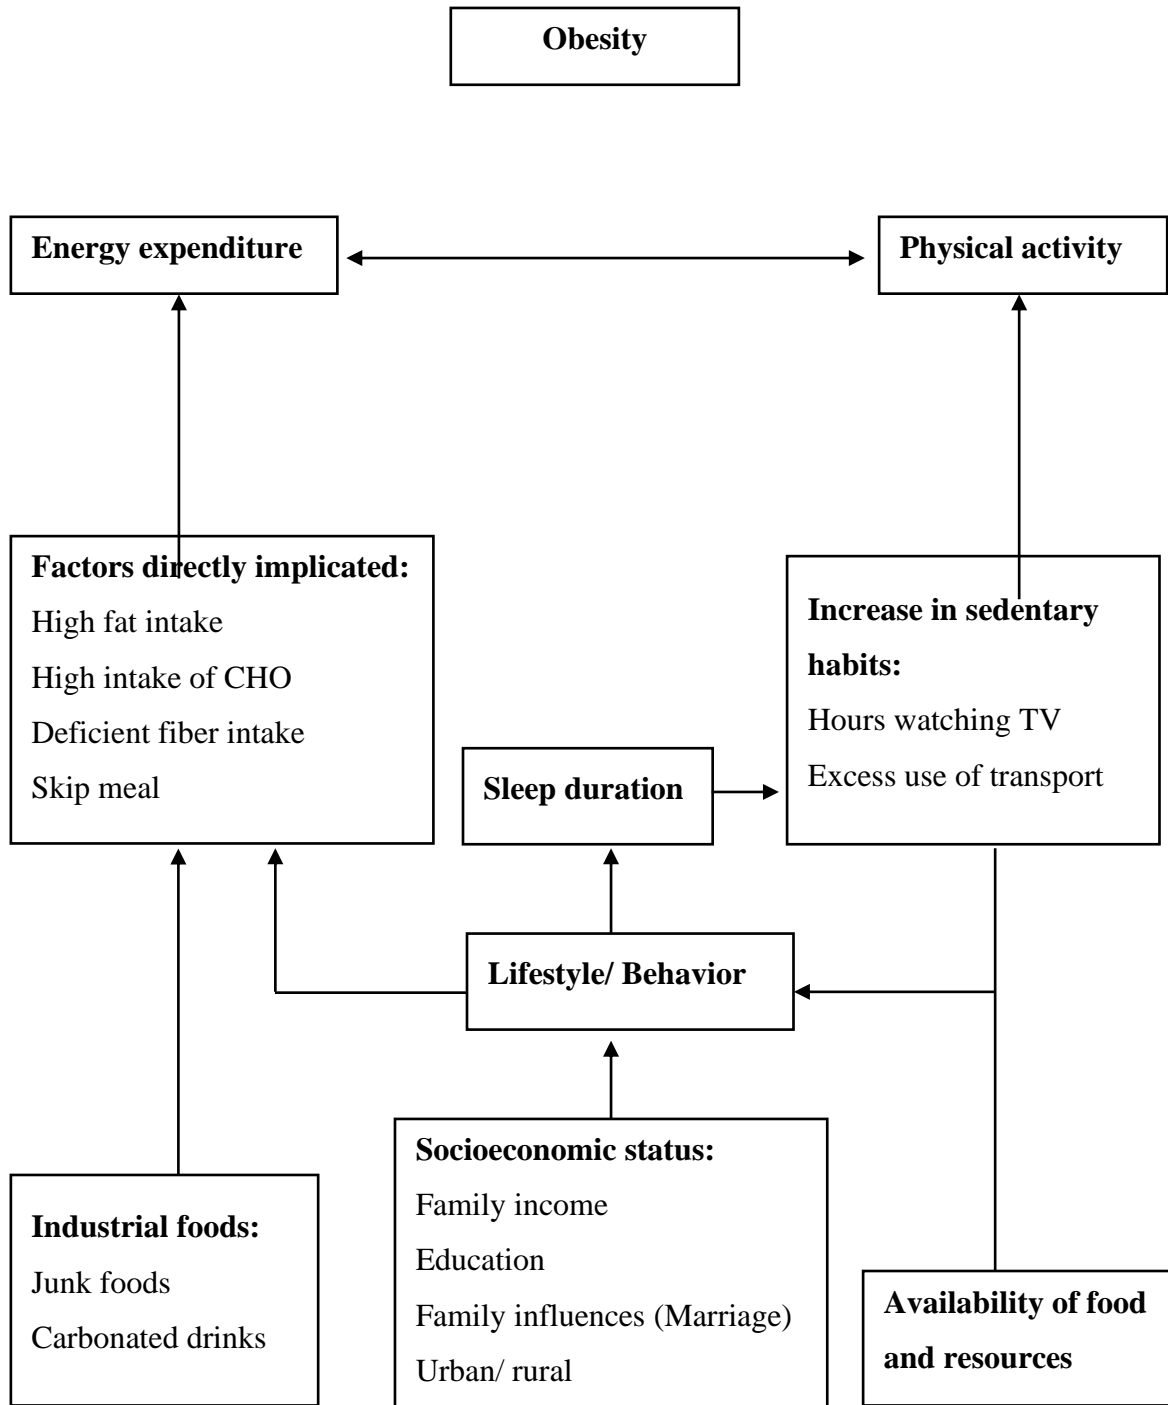 Obesity
Energy expenditure
Physical activity
Factors directly implicated:
High fat intake
High intake of CHO
Deficient fiber intake
Skip meal
Increase in sedentary
habits:
Hours watching TV
Excess use of transport
Sleep duration
Lifestyle/ Behavior
Socioeconomic status:
Family income
Education
Family influences (Marriage)
Urban/ rural
Industrial foods:
Junk foods
Carbonated drinks
Availability of food
and resources